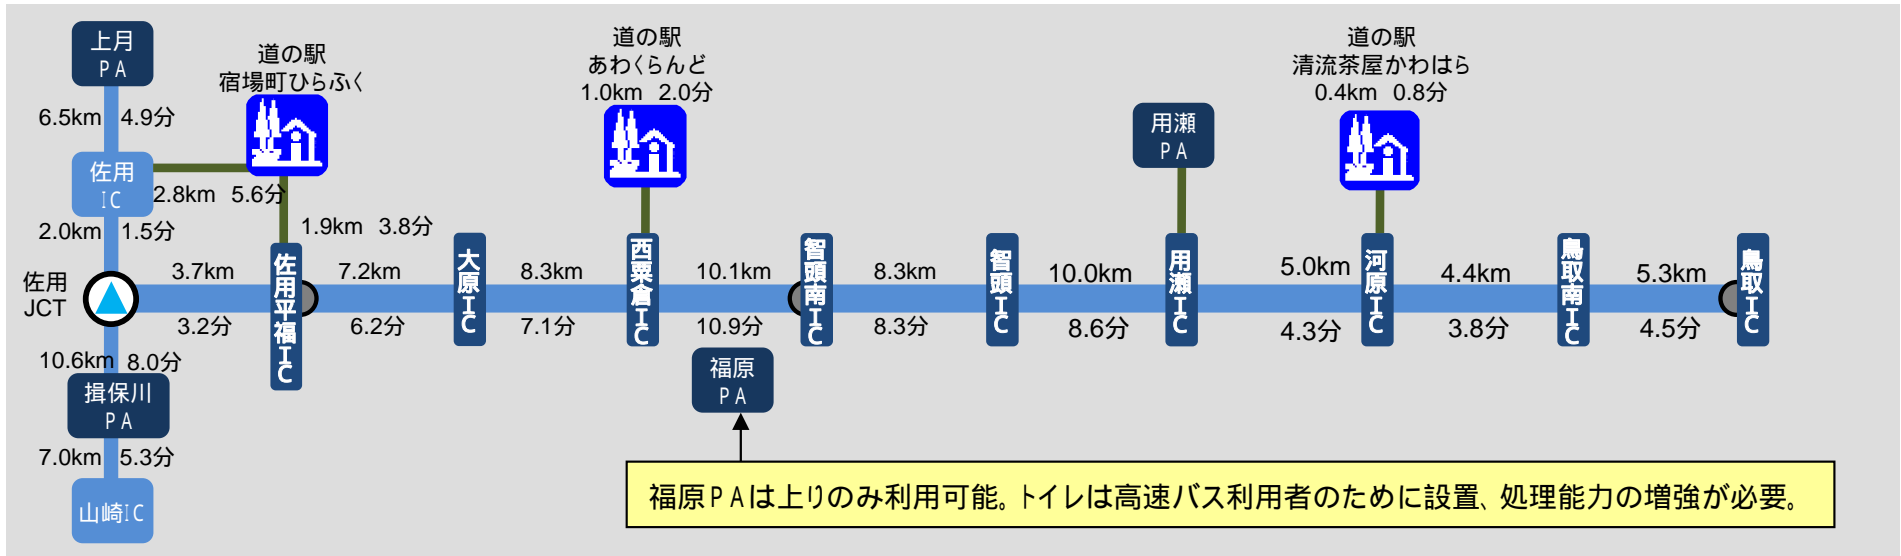 上月
PA
6.5km 4.9分
佐用
IC
2.0km 1.5分
佐用
JCT
10.6km 8.0分
揖保川
PA
7.0km 5.3分
山崎IC
道の駅
宿場町ひらふく
2.8km 5.6分
1.9km 3.8分
3.7km
3.2分
佐用平福IC
7.2km
6.2分
大原IC
8.3km
7.1分
道の駅
あわくらんど
1.0km 2.0分
西粟倉IC
10.1km
10.9分
福原
PA
智頭南IC
8.3km
8.3分
智頭IC
10.0km
8.6分
用瀬
PA
用瀬IC
5.0km
4.3分
道の駅
清流茶屋かわはら
0.4km 0.8分
河原IC
4.4km
3.8分
鳥取南IC
5.3km
4.5分
鳥取IC
福原PAは上りのみ利用可能。トイレは高速バス利用者のために設置、処理能力の増強が必要。